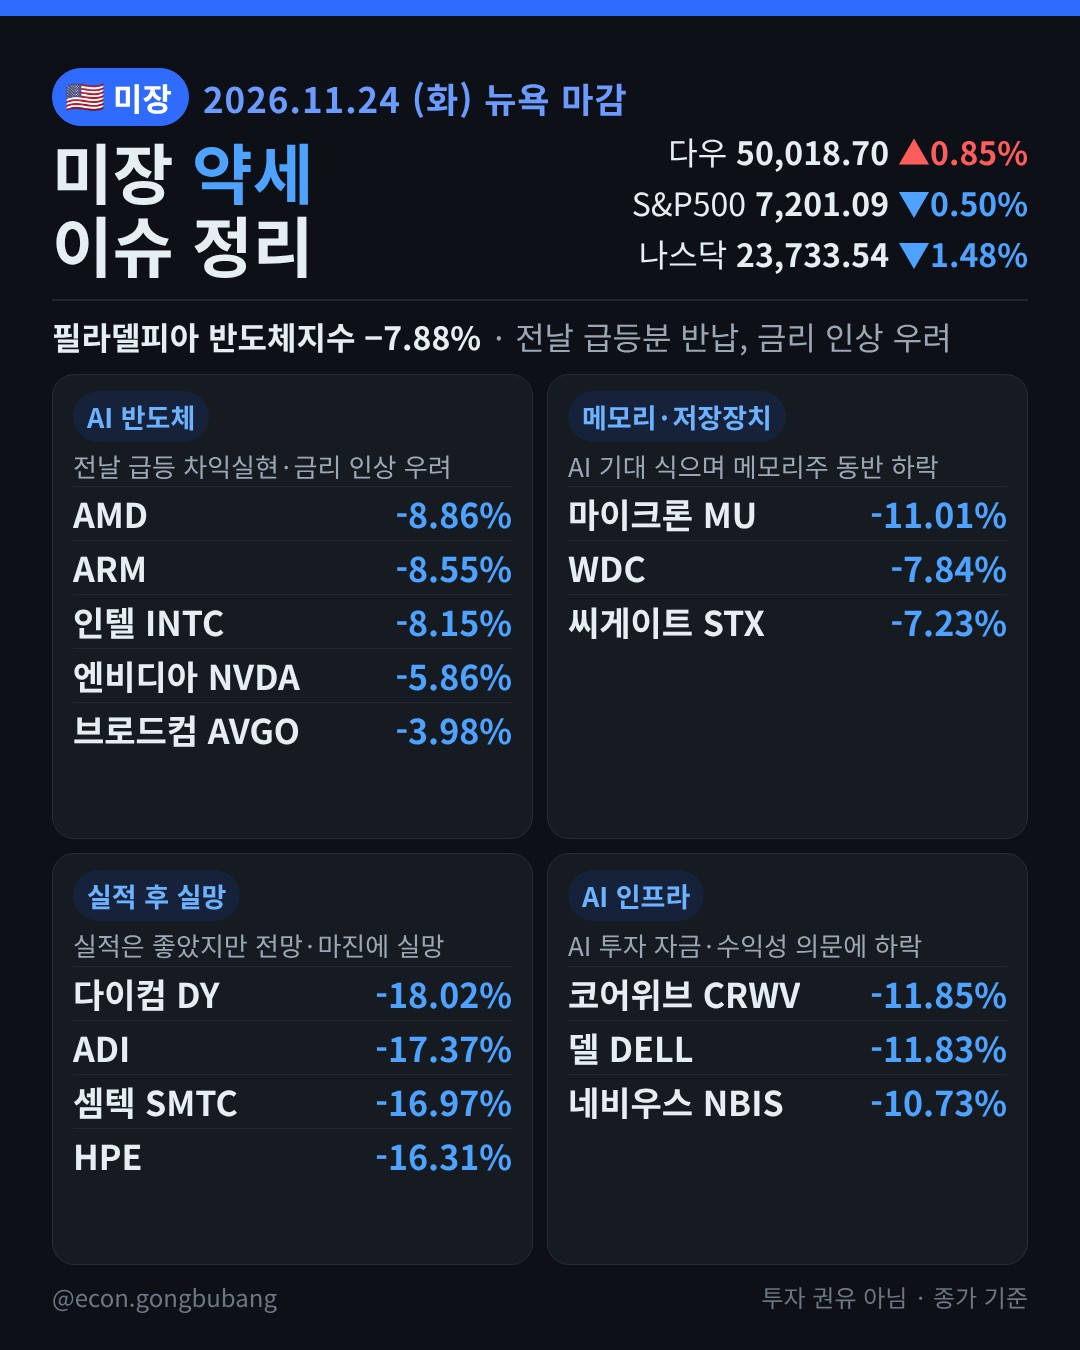 🇺🇸 미장 2026.11.24 (화) 뉴욕 마감
미장 약세
이슈 정리
다우 50,018.70 ▲0.85%
S&P500 7,201.09 ▼0.50%
나스닥 23,733.54 ▼1.48%
필라델피아 반도체지수 −7.88% · 전날 급등분 반납, 금리 인상 우려
AI 반도체
전날 급등 차익실현·금리 인상 우려
AMD -8.86%
ARM -8.55%
인텔 INTC -8.15%
엔비디아 NVDA -5.86%
브로드컴 AVGO -3.98%
메모리·저장장치
AI 기대 식으며 메모리주 동반 하락
마이크론 MU -11.01%
WDC -7.84%
씨게이트 STX -7.23%
실적 후 실망
실적은 좋았지만 전망·마진에 실망
다이컴 DY -18.02%
ADI -17.37%
셈텍 SMTC -16.97%
HPE -16.31%
AI 인프라
AI 투자 자금·수익성 의문에 하락
코어위브 CRWV -11.85%
델 DELL -11.83%
네비우스 NBIS -10.73%
@econ.gongbubang
투자 권유 아님 · 종가 기준